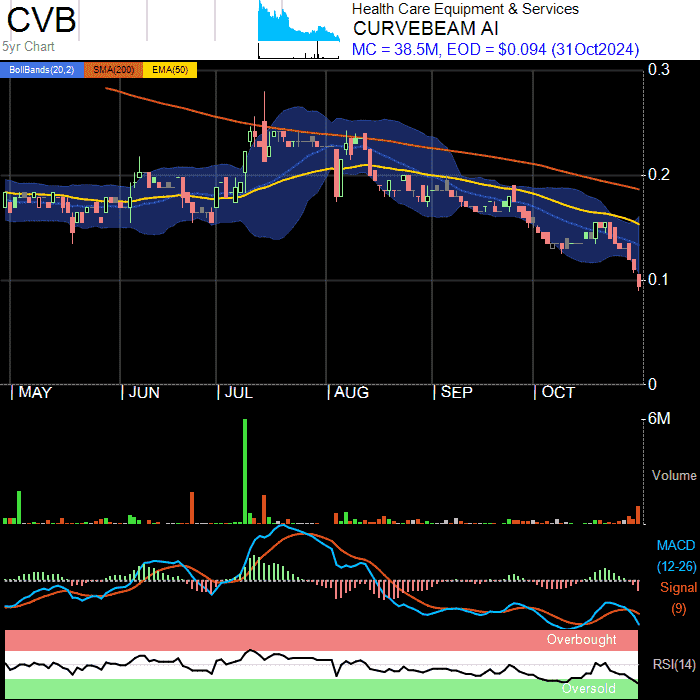 CVB
5yr Chart
Health Care Equipment & Services
CURVEBEAM AI
MC = 38.5M, EOD = $0.094 (31Oct2024)
BollBands(20,2) SMA(200) EMA(50)
0.3
0.2
0.1
0
MAY JUN JUL AUG SEP OCT
6M
Volume
MACD
(12-26)
Signal
(9)
Overbought
RSI(14)
Oversold